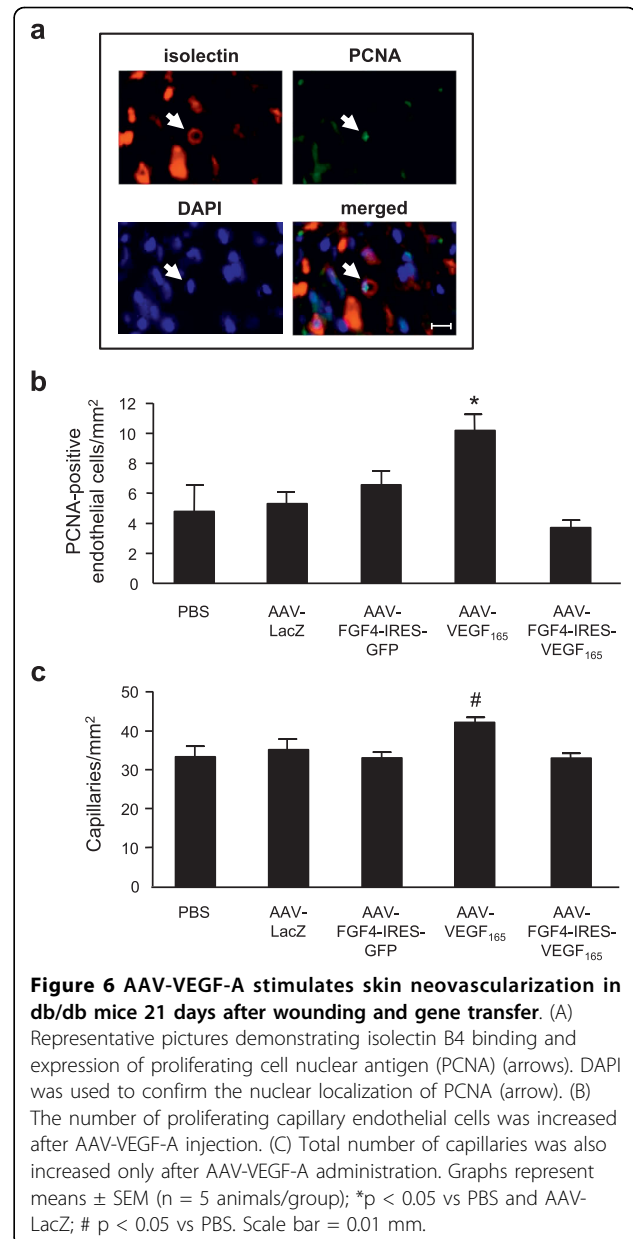 a
isolectin PCNA
DAPI merged
b
PCNA-positive
endothelial cells/mm²
12
10
8
6
4
2
0
*
PBS AAV-LacZ AAV-FGF4-IRES-GFP AAV-VEGF₁₆₅ AAV-FGF4-IRES-VEGF₁₆₅
c
Capillaries/mm²
50
40
30
20
10
0
#
PBS AAV-LacZ AAV-FGF4-IRES-GFP AAV-VEGF₁₆₅ AAV-FGF4-IRES-VEGF₁₆₅
Figure 6 AAV-VEGF-A stimulates skin neovascularization in
db/db mice 21 days after wounding and gene transfer. (A)
Representative pictures demonstrating isolectin B4 binding and
expression of proliferating cell nuclear antigen (PCNA) (arrows). DAPI
was used to confirm the nuclear localization of PCNA (arrow). (B)
The number of proliferating capillary endothelial cells was increased
after AAV-VEGF-A injection. (C) Total number of capillaries was also
increased only after AAV-VEGF-A administration. Graphs represent
means ± SEM (n = 5 animals/group); *p < 0.05 vs PBS and AAV-
LacZ; # p < 0.05 vs PBS. Scale bar = 0.01 mm.